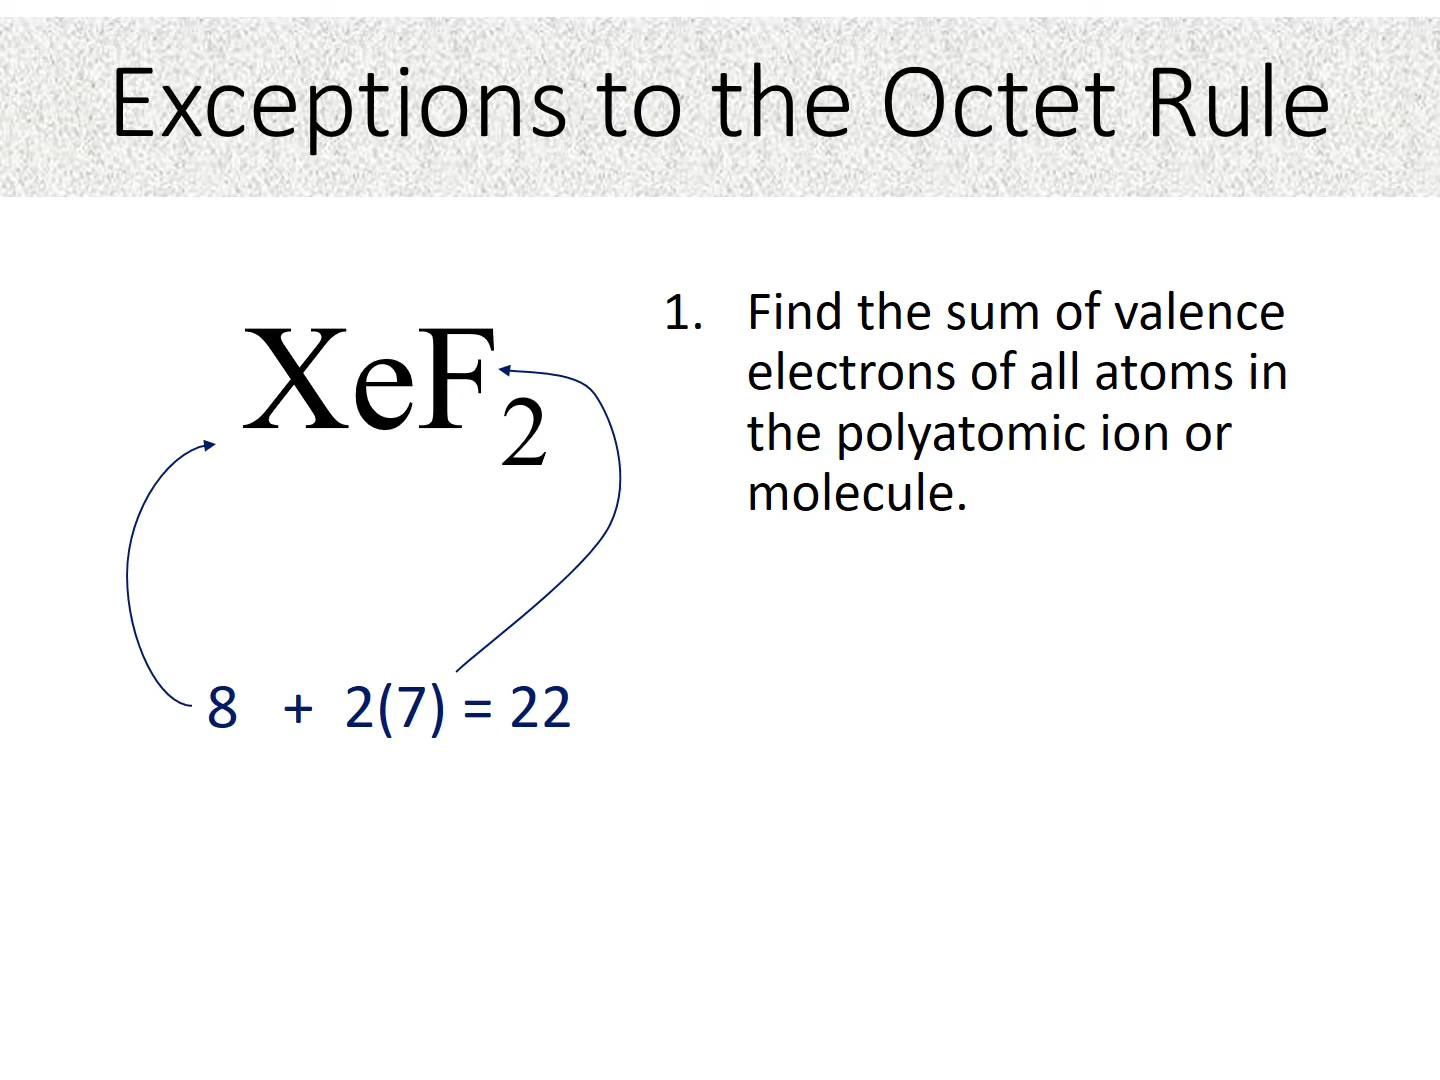 Exceptions to the Octet Rule
XeF₂
1. Find the sum of valence
electrons of all atoms in
the polyatomic ion or
molecule.
8 + 2(7) = 22